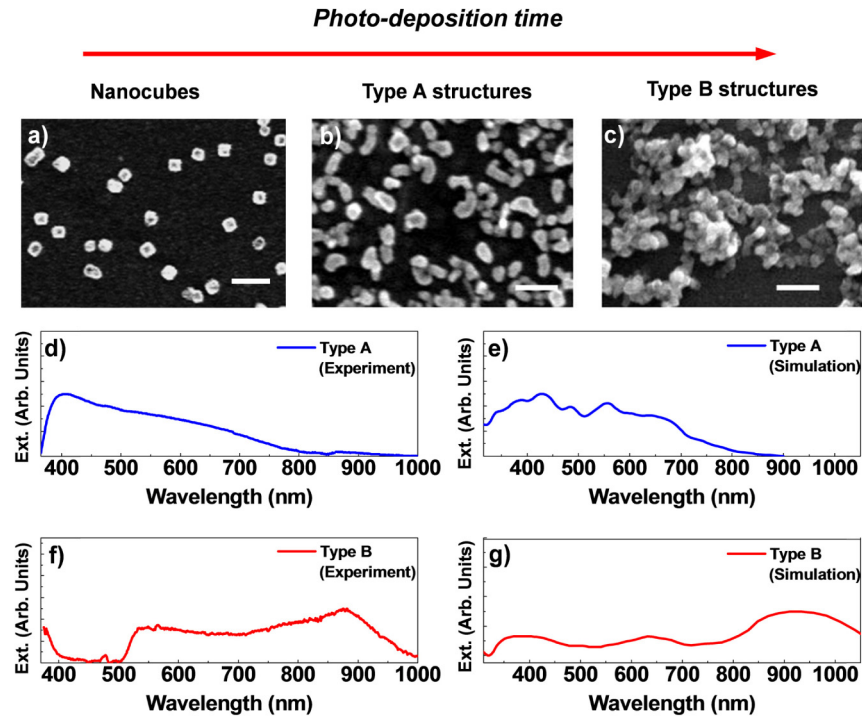 Photo-deposition time
Nanocubes
Type A structures
Type B structures
a)
b)
c)
d)
Type A
(Experiment)
Ext. (Arb. Units)
400 500 600 700 800 900 1000
Wavelength (nm)
e)
Type A
(Simulation)
Ext. (Arb. Units)
400 500 600 700 800 900 1000
Wavelength (nm)
f)
Type B
(Experiment)
Ext. (Arb. Units)
400 500 600 700 800 900 1000
Wavelength (nm)
g)
Type B
(Simulation)
Ext. (Arb. Units)
400 500 600 700 800 900 1000
Wavelength (nm)